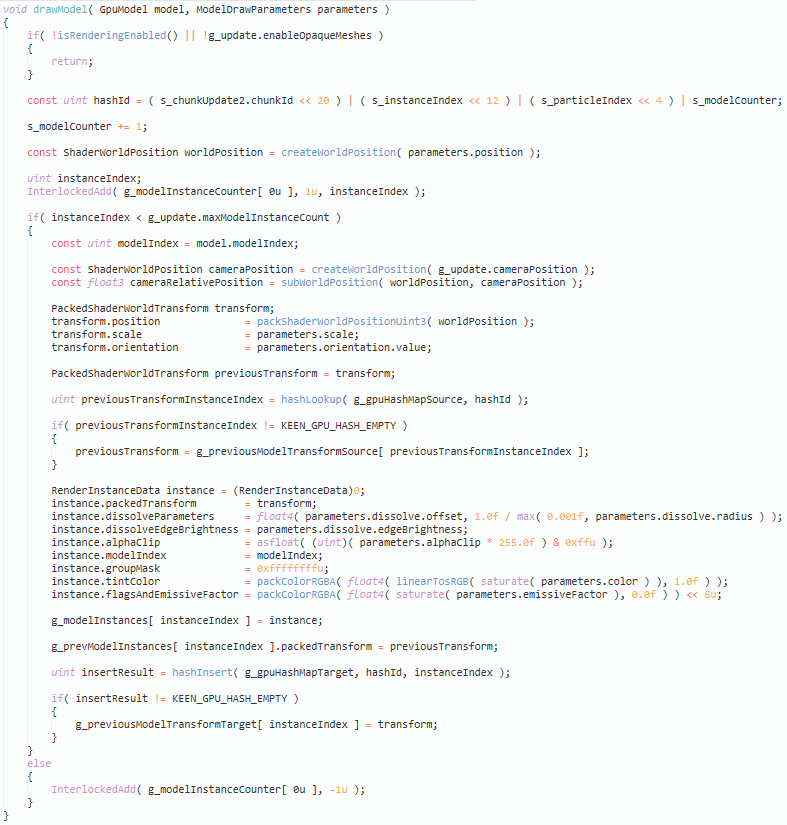 void drawModel( GpuModel model, ModelDrawParameters parameters )
{
    if( !isRenderingEnabled() || !g_update.enableOpaqueMeshes )
    {
        return;
    }

    const uint hashId = ( s_chunkUpdate2.chunkId << 20 ) | ( s_instanceIndex << 12 ) | ( s_particleIndex << 4 ) | s_modelCounter;

    s_modelCounter += 1;

    const ShaderWorldPosition worldPosition = createWorldPosition( parameters.position );

    uint instanceIndex;
    InterlockedAdd( g_modelInstanceCounter[ 0u ], 1u, instanceIndex );

    if( instanceIndex < g_update.maxModelInstanceCount )
    {
        const uint modelIndex = model.modelIndex;

        const ShaderWorldPosition cameraPosition = createWorldPosition( g_update.cameraPosition );
        const float3 cameraRelativePosition = subWorldPosition( worldPosition, cameraPosition );

        PackedShaderWorldTransform transform;
        transform.position              = packShaderWorldPositionUint3( worldPosition );
        transform.scale                 = parameters.scale;
        transform.orientation           = parameters.orientation.value;

        PackedShaderWorldTransform previousTransform = transform;

        uint previousTransformInstanceIndex = hashLookup( g_gpuHashMapSource, hashId );

        if( previousTransformInstanceIndex != KEEN_GPU_HASH_EMPTY )
        {
            previousTransform = g_previousModelTransformSource[ previousTransformInstanceIndex ];
        }

        RenderInstanceData instance = (RenderInstanceData)0;
        instance.packedTransform        = transform;
        instance.dissolveParameters     = float4( parameters.dissolve.offset, 1.0f / max( 0.001f, parameters.dissolve.radius ) );
        instance.dissolveEdgeBrightness = parameters.dissolve.edgeBrightness;
        instance.alphaClip              = asfloat( (uint)( parameters.alphaClip * 255.0f ) & 0xffu );
        instance.modelIndex             = modelIndex;
        instance.groupMask              = 0xffffffffu;
        instance.tintColor              = packColorRGBA( float4( linearTosRGB( saturate( parameters.color ) ), 1.0f ) );
        instance.flagsAndEmissiveFactor = packColorRGBA( float4( saturate( parameters.emissiveFactor ), 0.0f ) ) << 8u;

        g_modelInstances[ instanceIndex ] = instance;

        g_prevModelInstances[ instanceIndex ].packedTransform = previousTransform;

        uint insertResult = hashInsert( g_gpuHashMapTarget, hashId, instanceIndex );

        if( insertResult != KEEN_GPU_HASH_EMPTY )
        {
            g_previousModelTransformTarget[ instanceIndex ] = transform;
        }
    }
    else
    {
        InterlockedAdd( g_modelInstanceCounter[ 0u ], -1u );
    }
}